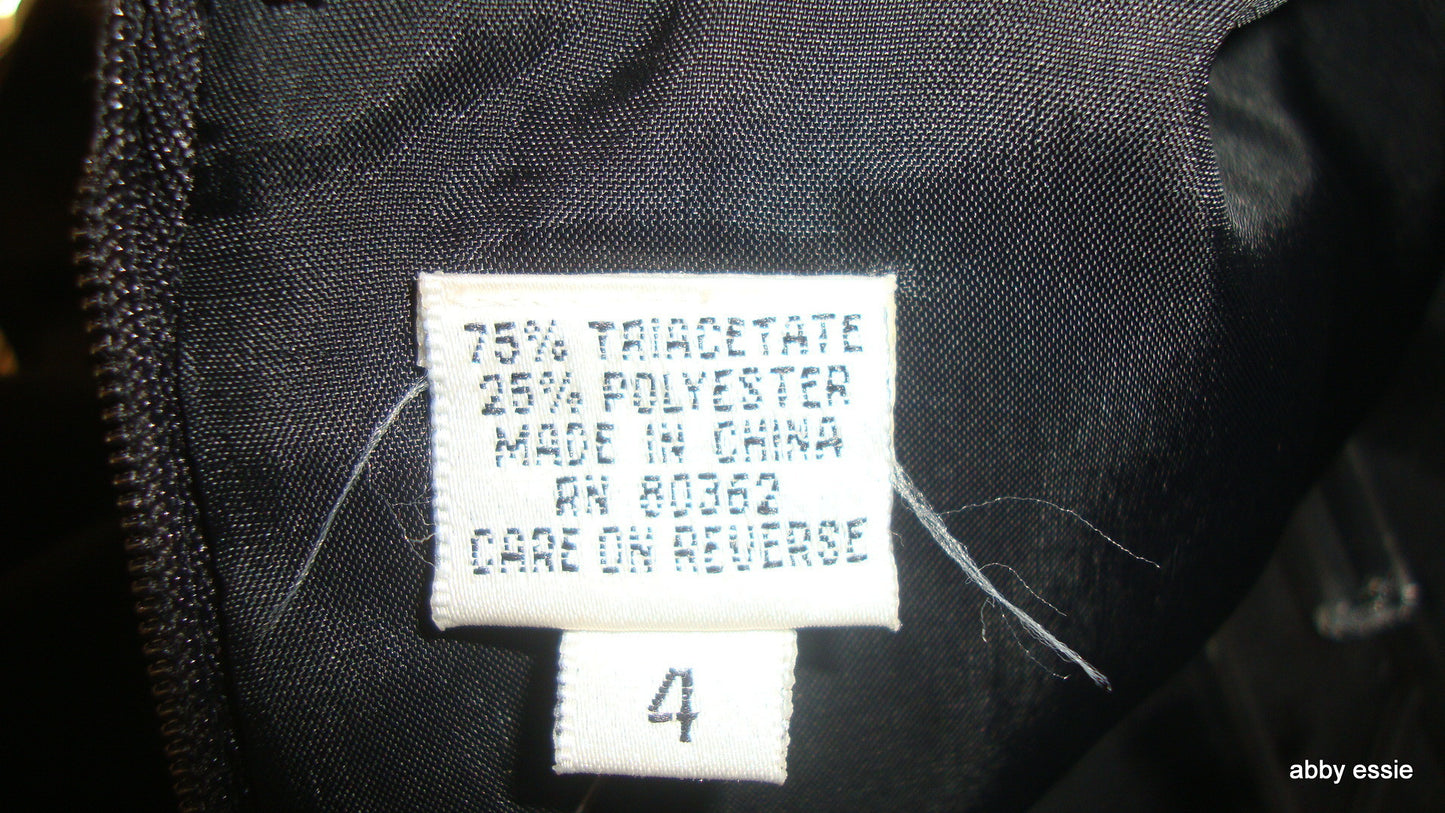 75% TRIACETATE
25% POLYESTER
MADE IN CHINA
RN 80362
CARE ON REVERSE
4
abby essie